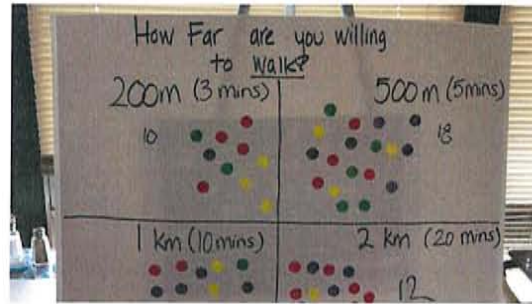 How Far are you willing
to walk?
200m (3 mins)
500m (5mins)
10
18
1 km (10mins)
2 km (20 mins)
12